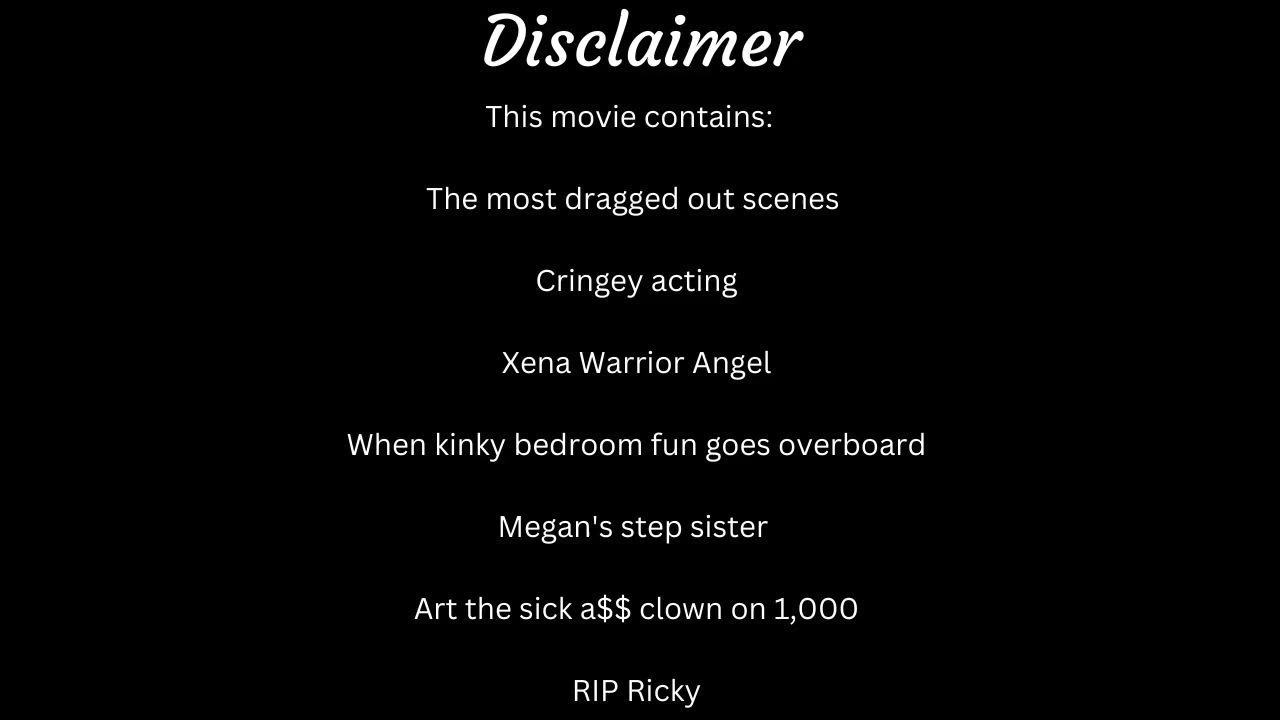 Disclaimer
This movie contains:
The most dragged out scenes
Cringey acting
Xena Warrior Angel
When kinky bedroom fun goes overboard
Megan's step sister
Art the sick a$$ clown on 1,000
RIP Ricky